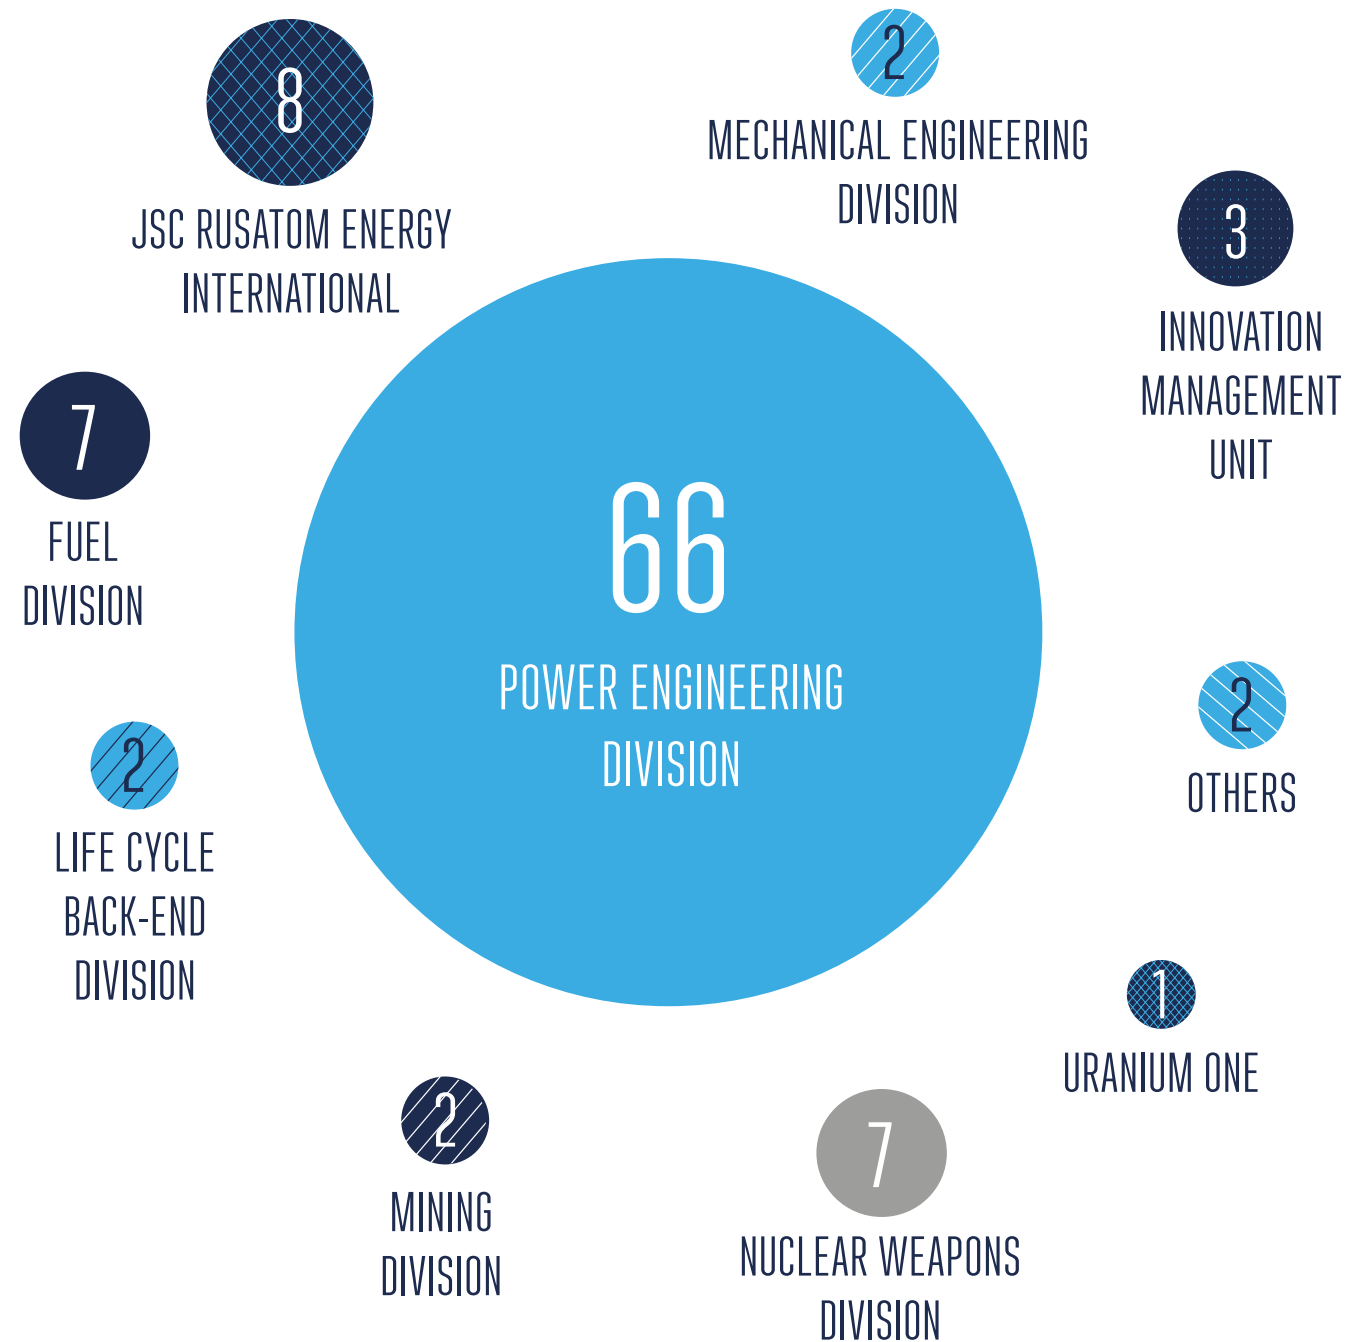 8
JSC RUSATOM ENERGY
INTERNATIONAL
2
MECHANICAL ENGINEERING
DIVISION
3
INNOVATION
MANAGEMENT
UNIT
7
FUEL
DIVISION
66
POWER ENGINEERING
DIVISION
2
OTHERS
2
LIFE CYCLE
BACK-END
DIVISION
1
URANIUM ONE
2
MINING
DIVISION
7
NUCLEAR WEAPONS
DIVISION